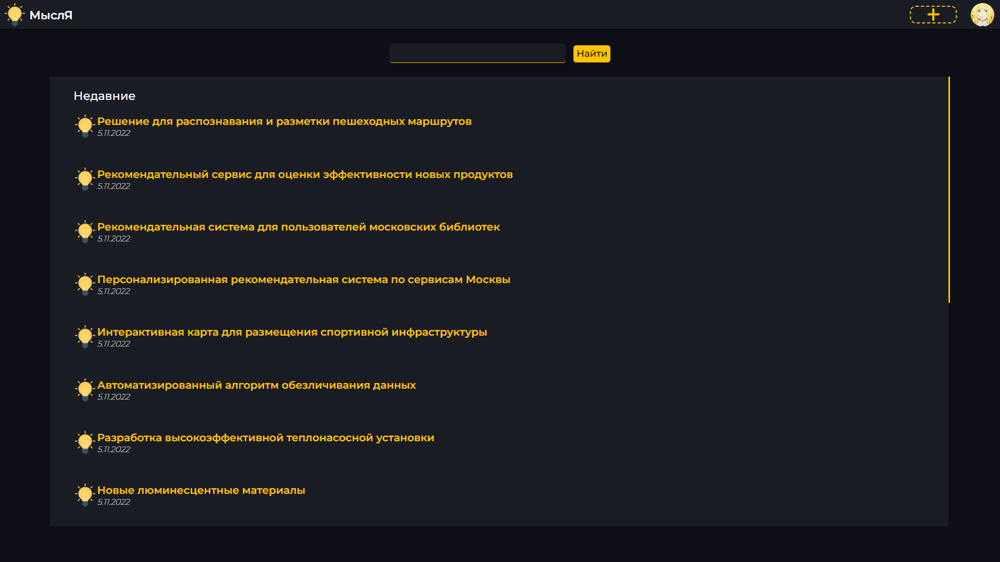 МыслЯ
Найти
Недавние
Решение для распознавания и разметки пешеходных маршрутов
5.11.2022
Рекомендательный сервис для оценки эффективности новых продуктов
5.11.2022
Рекомендательная система для пользователей московских библиотек
5.11.2022
Персонализированная рекомендательная система по сервисам Москвы
5.11.2022
Интерактивная карта для размещения спортивной инфраструктуры
5.11.2022
Автоматизированный алгоритм обезличивания данных
5.11.2022
Разработка высокоэффективной теплонасосной установки
5.11.2022
Новые люминесцентные материалы
5.11.2022